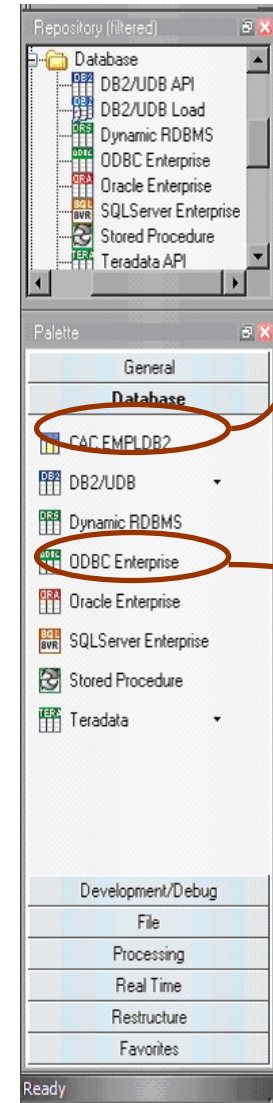 Repository (filtered)
Database
DB2/UDB API
DB2/UDB Load
Dynamic RDBMS
ODBC Enterprise
Oracle Enterprise
SQLServer Enterprise
Stored Procedure
Teradata API
Palette
General
Database
CAC.EMPLDB2
DB2/UDB
Dynamic RDBMS
ODBC Enterprise
Oracle Enterprise
SQLServer Enterprise
Stored Procedure
Teradata
Development/Debug
File
Processing
Real Time
Restructure
Favorites
Ready